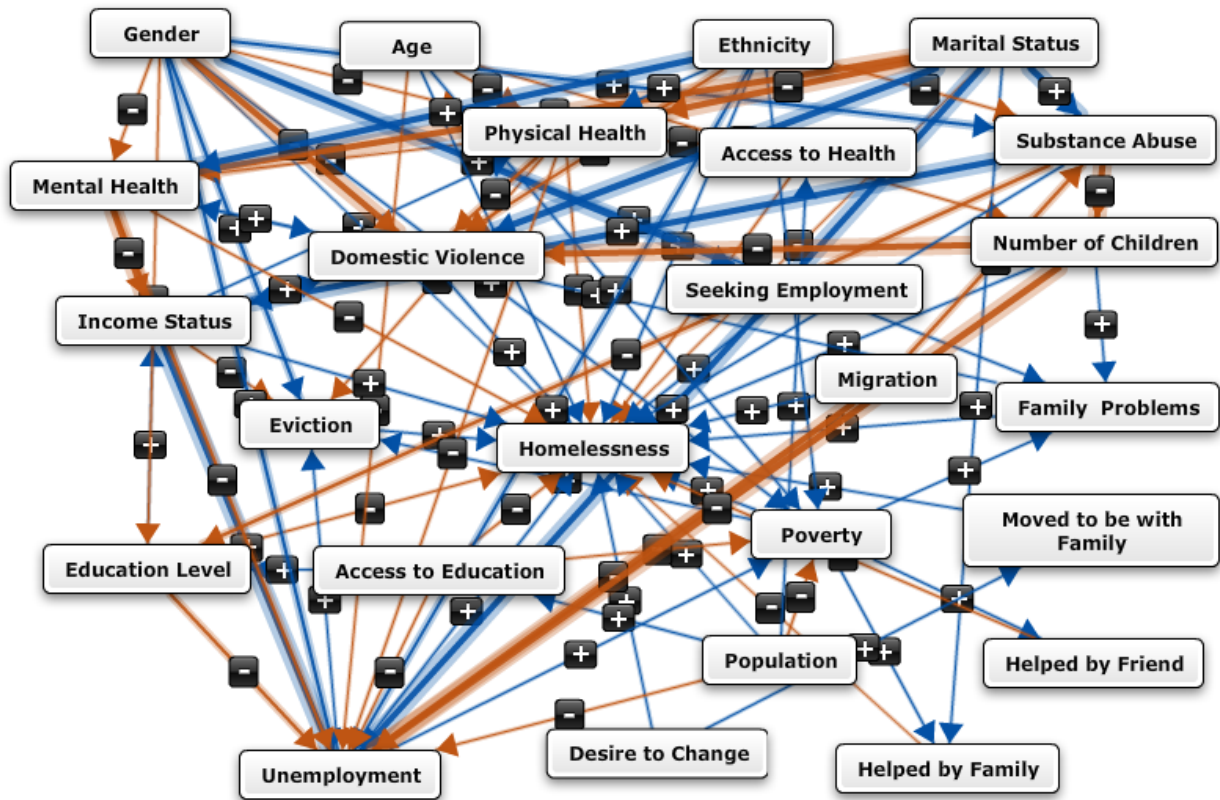 Gender
Age
Ethnicity
Marital Status
Physical Health
Access to Health
Substance Abuse
Mental Health
Domestic Violence
Number of Children
Seeking Employment
Income Status
Migration
Family  Problems
Eviction
Homelessness
Poverty
Moved to be with
Family
Education Level
Access to Education
Population
Helped by Friend
Unemployment
Desire to Change
Helped by Family